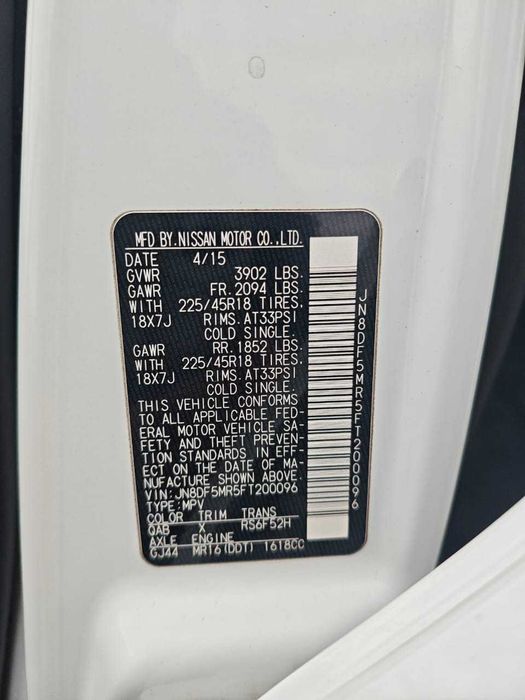 MFD BY.NISSAN MOTOR CO.,LTD.
DATE 4/15
GVWR 3902 LBS.
GAWR FR.2094 LBS.
WITH 225/45R18 TIRES.
18X7J RIMS.AT33PSI
COLD SINGLE.
GAWR RR.1852 LBS.
WITH 225/45R18 TIRES.
18X7J RIMS.AT33PSI
COLD SINGLE.
THIS VEHICLE CONFORMS
TO ALL APPLICABLE FED-
ERAL MOTOR VEHICLE SA-
FETY AND THEFT PREVEN-
TION STANDARDS IN EFF-
ECT ON THE DATE OF MA-
NUFACTURE SHOWN ABOVE.
VIN:JN8DF5MR5FT200096
TYPE:MPV
COLOR TRIM TRANS
QAB X RS6F52H
AXLE ENGINE
GJ44 MR16(DDT) 1618CC
JN8DF5MR5FT200096